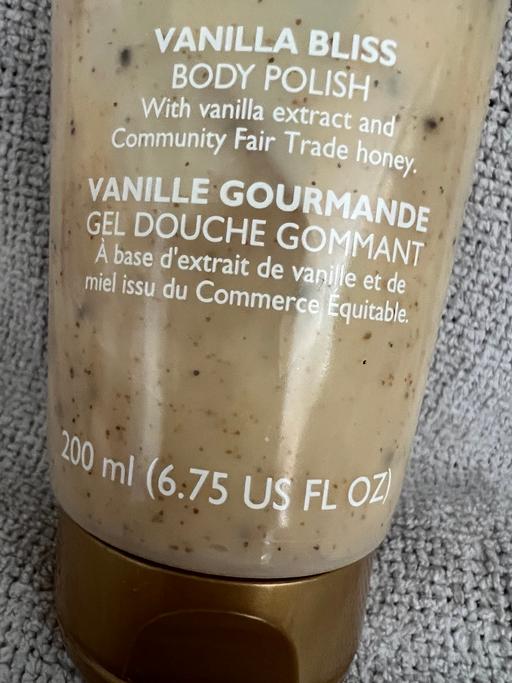 VANILLA BLISS
BODY POLISH
With vanilla extract and
Community Fair Trade honey.
VANILLE GOURMANDE
GEL DOUCHE GOMMANT
À base d'extrait de vanille et de
miel issu du Commerce Équitable.
200 ml (6.75 US FL OZ)